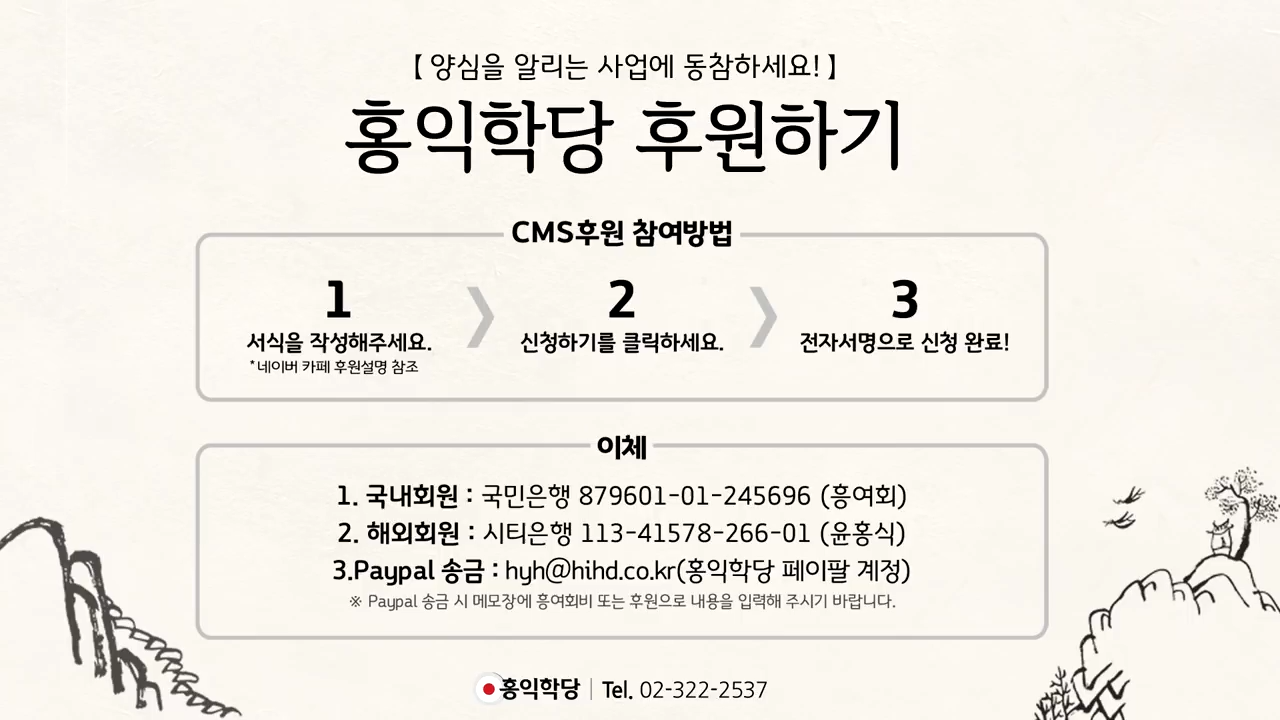 【 양심을 알리는 사업에 동참하세요! 】
홍익학당 후원하기
CMS후원 참여방법
1
서식을 작성해주세요.
*네이버 카페 후원설명 참조
2
신청하기를 클릭하세요.
3
전자서명으로 신청 완료!
이체
1. 국내회원 : 국민은행 879601-01-245696 (흥여회)
2. 해외회원 : 시티은행 113-41578-266-01 (윤홍식)
3.Paypal 송금 : hyh@hihd.co.kr(홍익학당 페이팔 계정)
※ Paypal 송금 시 메모장에 흥여회비 또는 후원으로 내용을 입력해 주시기 바랍니다.
홍익학당 | Tel. 02-322-2537